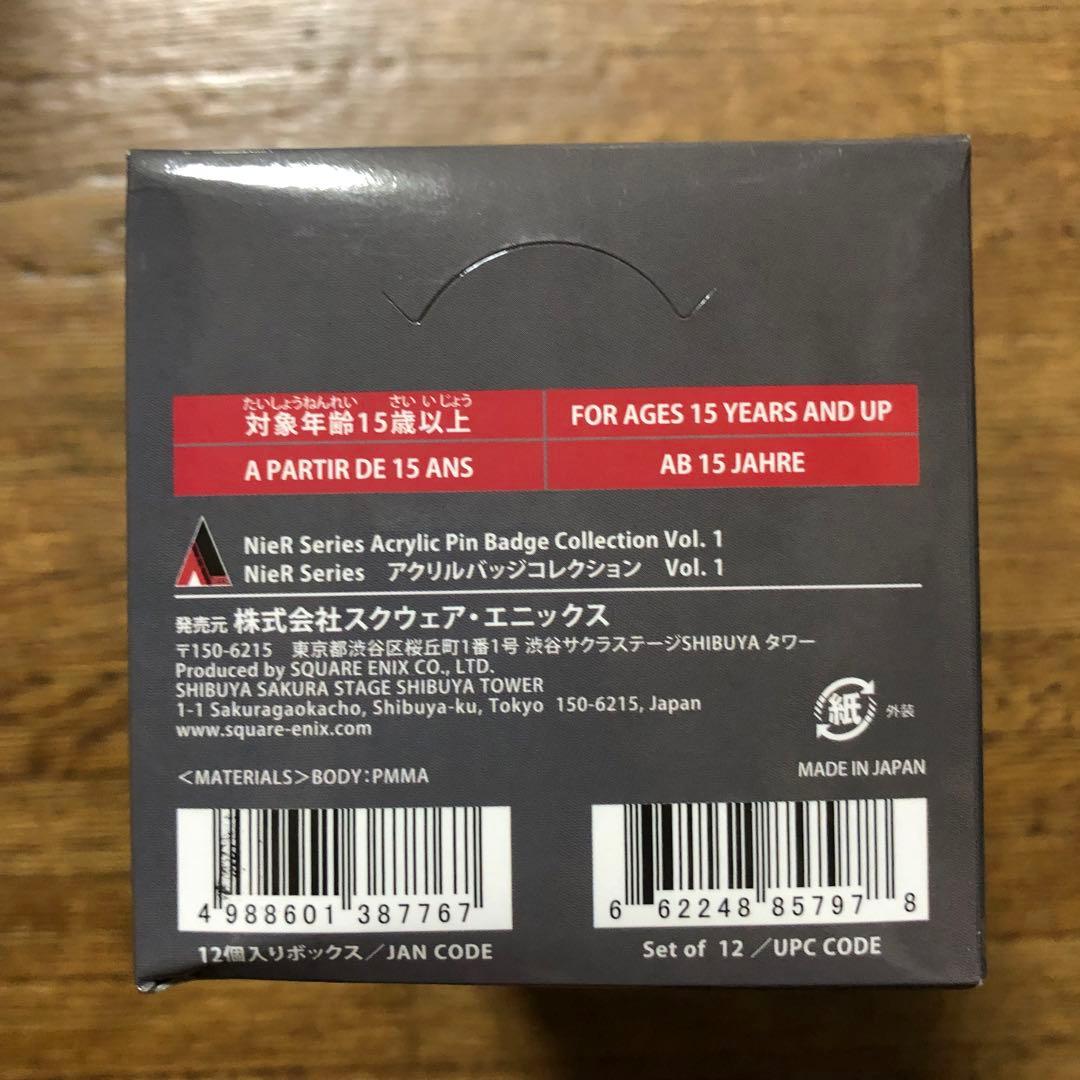 たいしょうねんれい さい いじょう
対象年齢15歳以上
FOR AGES 15 YEARS AND UP
A PARTIR DE 15 ANS
AB 15 JAHRE
NieR Series Acrylic Pin Badge Collection Vol. 1
NieR Series アクリルバッジコレクション Vol. 1
発売元 株式会社スクウェア・エニックス
〒150-6215 東京都渋谷区桜丘町1番1号 渋谷サクラステージSHIBUYA タワー
Produced by SQUARE ENIX CO., LTD.
SHIBUYA SAKURA STAGE SHIBUYA TOWER
1-1 Sakuragaokacho, Shibuya-ku, Tokyo 150-6215, Japan
www.square-enix.com
紙 外装
<MATERIALS>BODY:PMMA
MADE IN JAPAN
4 988601 387767
6 62248 85797 8
12個入りボックス/JAN CODE
Set of 12/UPC CODE